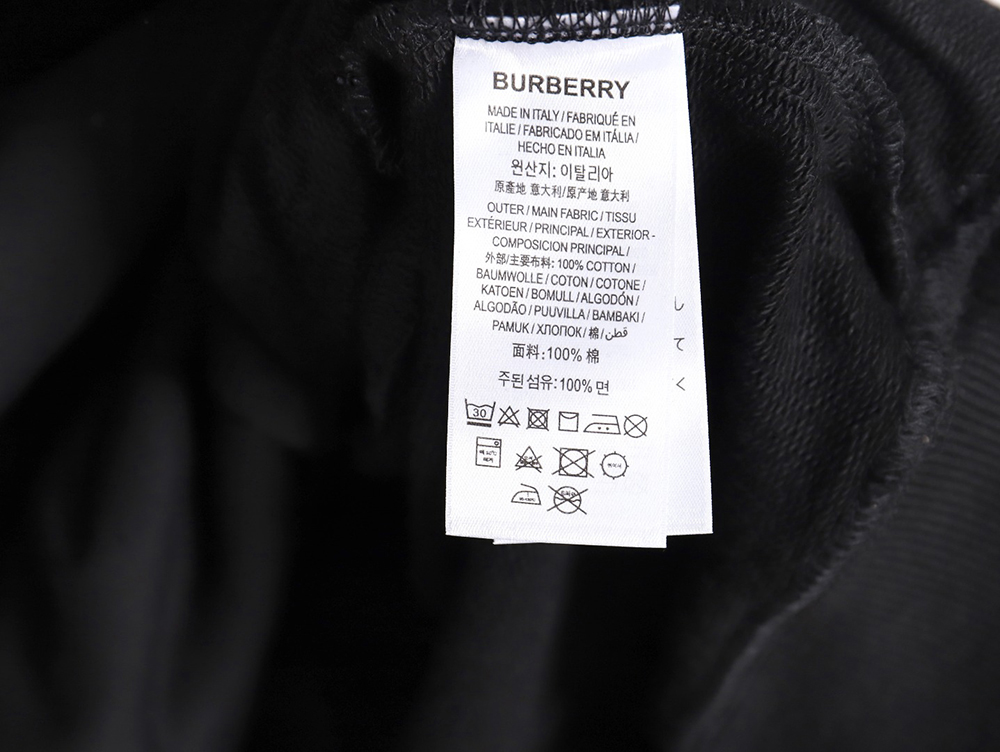 BURBERRY
MADE IN ITALY / FABRIQUÉ EN
ITALIE / FABRICADO EM ITÁLIA /
HECHO EN ITALIA
원산지: 이탈리아
原產地 意大利/原产地 意大利
OUTER / MAIN FABRIC / TISSU
EXTÉRIEUR / PRINCIPAL / EXTERIOR -
COMPOSICION PRINCIPAL /
外部/主要布料: 100% COTTON /
BAUMWOLLE / COTON / COTONE /
KATOEN / BOMULL / ALGODÓN /
ALGODÃO / PUUVILLA / BAMBAKI /
PAMUK / ХЛОПОК / 棉 / قطن
面料:100% 棉
주된 섬유:100% 면
30
し
て
く